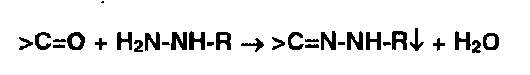 >C=O + H₂N-NH-R → >C=N-NH-R↓ + H₂O